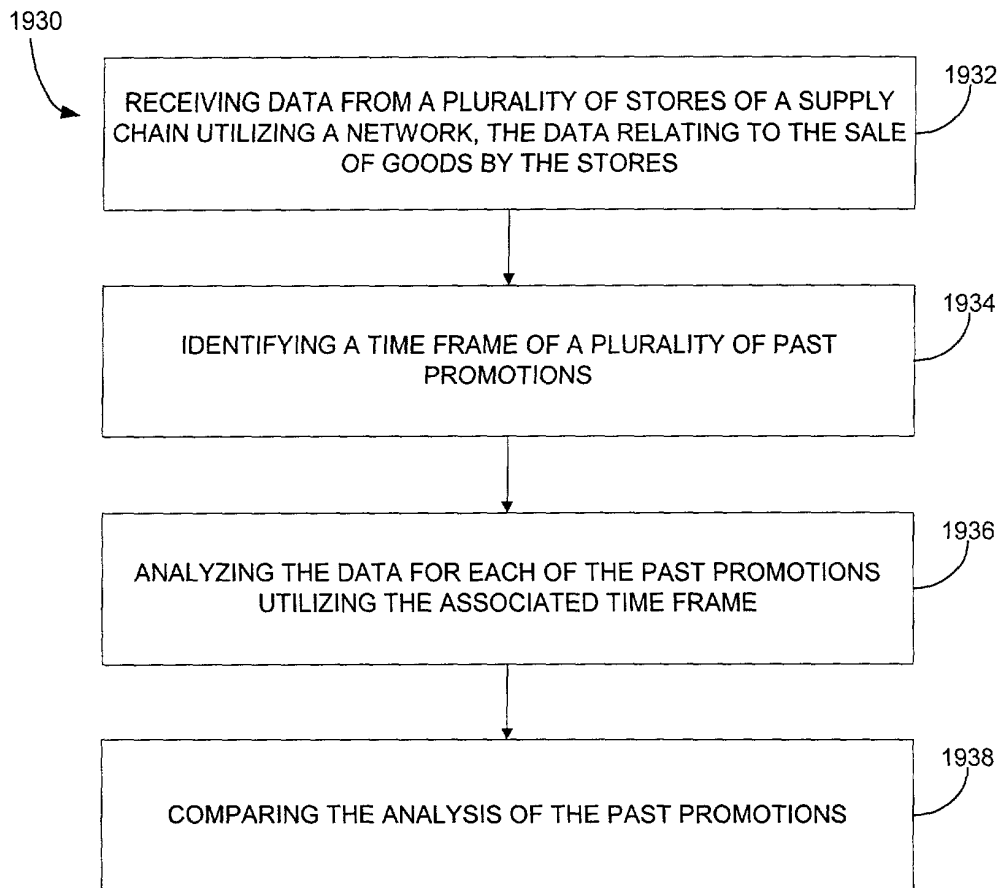 1930
1932
RECEIVING DATA FROM A PLURALITY OF STORES OF A SUPPLY
CHAIN UTILIZING A NETWORK, THE DATA RELATING TO THE SALE
OF GOODS BY THE STORES
1934
IDENTIFYING A TIME FRAME OF A PLURALITY OF PAST
PROMOTIONS
1936
ANALYZING THE DATA FOR EACH OF THE PAST PROMOTIONS
UTILIZING THE ASSOCIATED TIME FRAME
1938
COMPARING THE ANALYSIS OF THE PAST PROMOTIONS